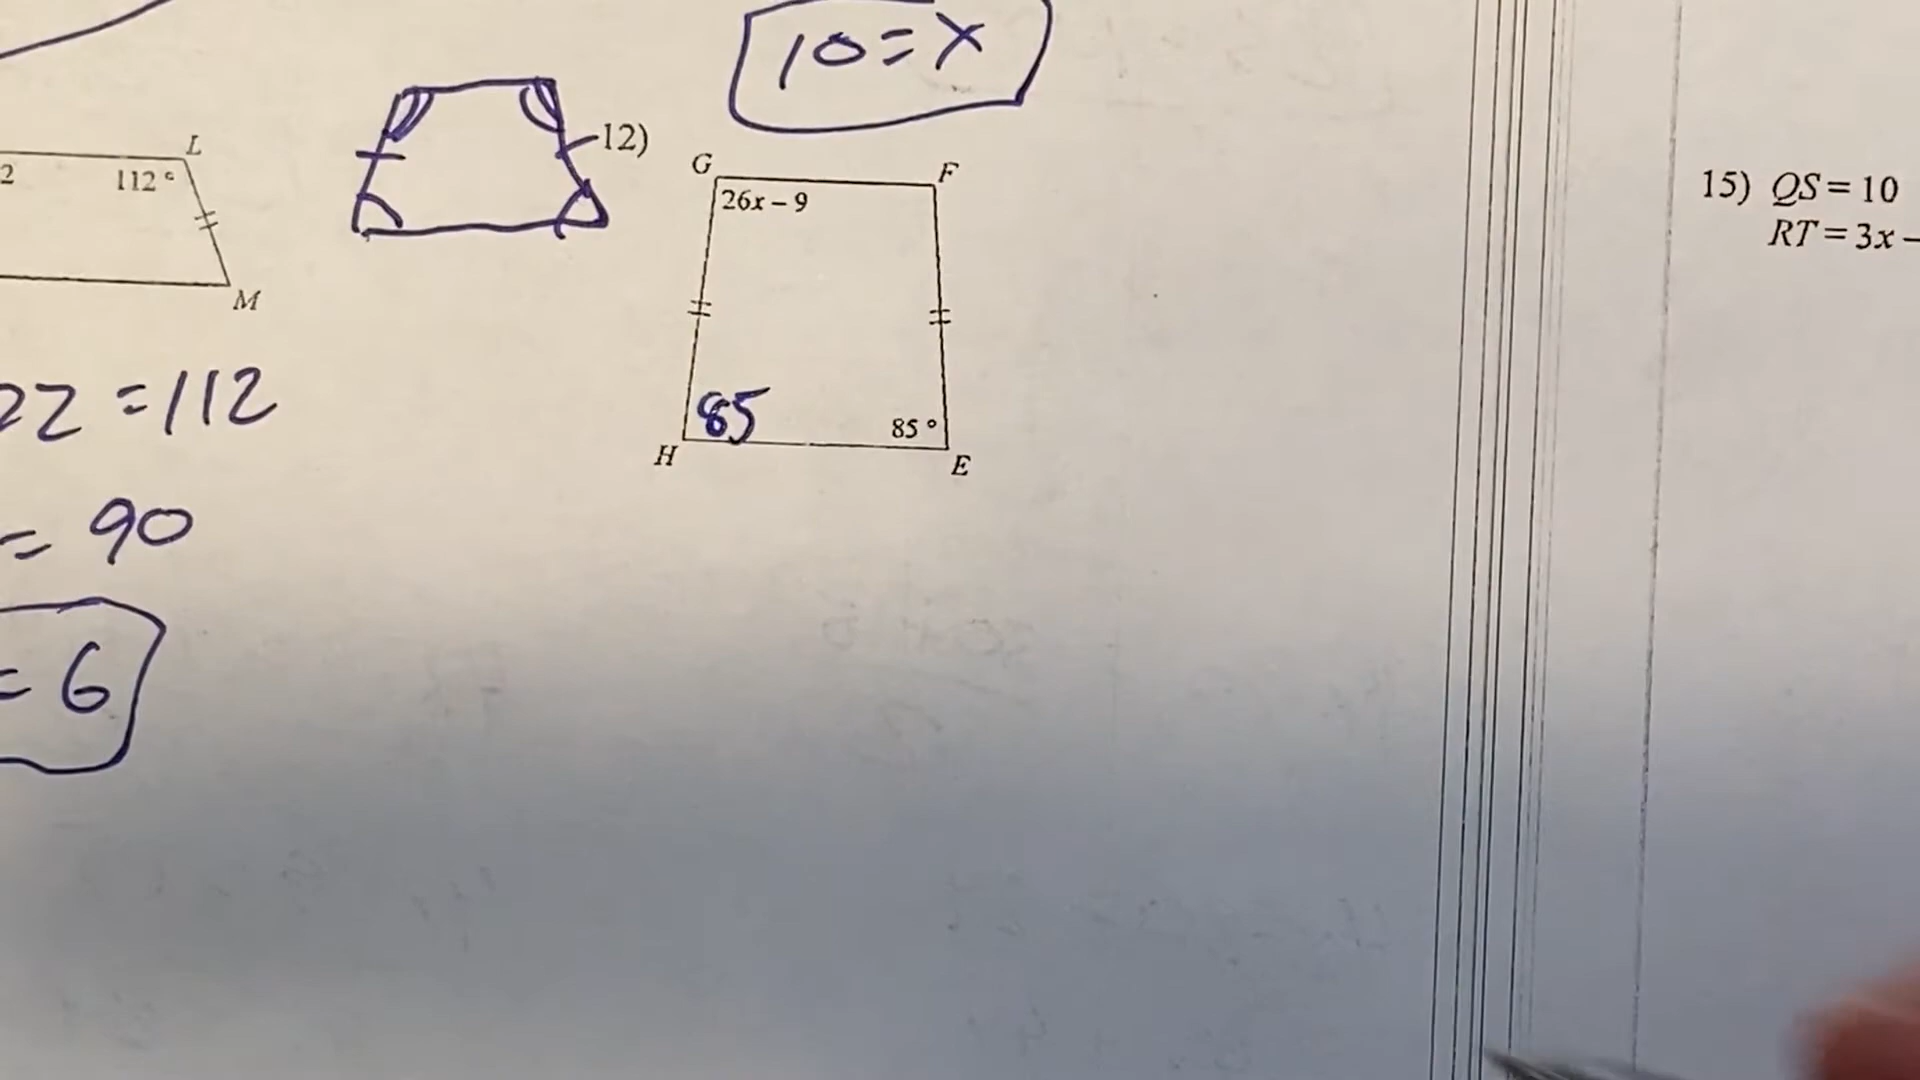 10 = x
L
2
112°
M
22 = 112
= 90
= 6
12)
G
F
26x – 9
85
85°
H
E
15) QS = 10
RT = 3x –